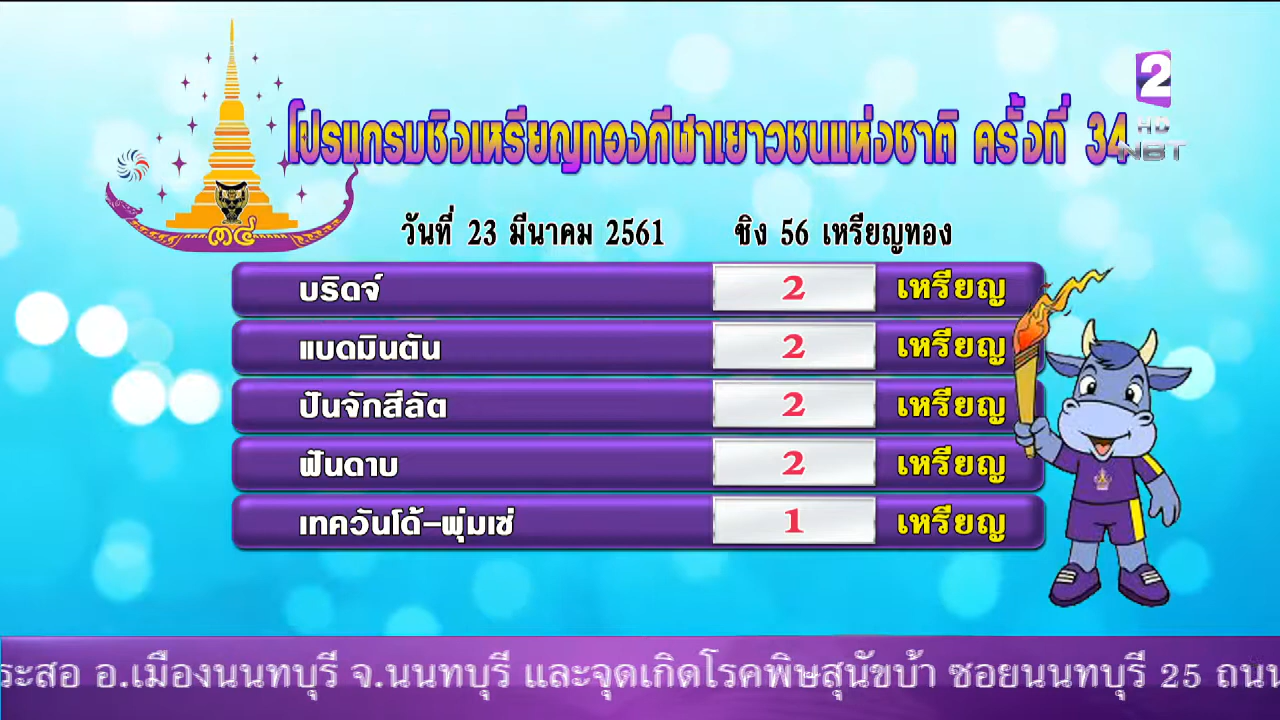 โปรแกรมชิงเหรียญทองกีฬาเยาวชนแห่งชาติ ครั้งที่ 34
2
HD
NBT
๓๔
วันที่ 23 มีนาคม 2561 ชิง 56 เหรียญทอง
บริดจ์ 2 เหรียญ
แบดมินตัน 2 เหรียญ
ปันจักสีลัต 2 เหรียญ
ฟันดาบ 2 เหรียญ
เทควันโด้-พุ่มเซ่ 1 เหรียญ
ระสอ อ.เมืองนนทบุรี จ.นนทบุรี และจุดเกิดโรคพิษสุนัขบ้า ซอยนนทบุรี 25 ถนน